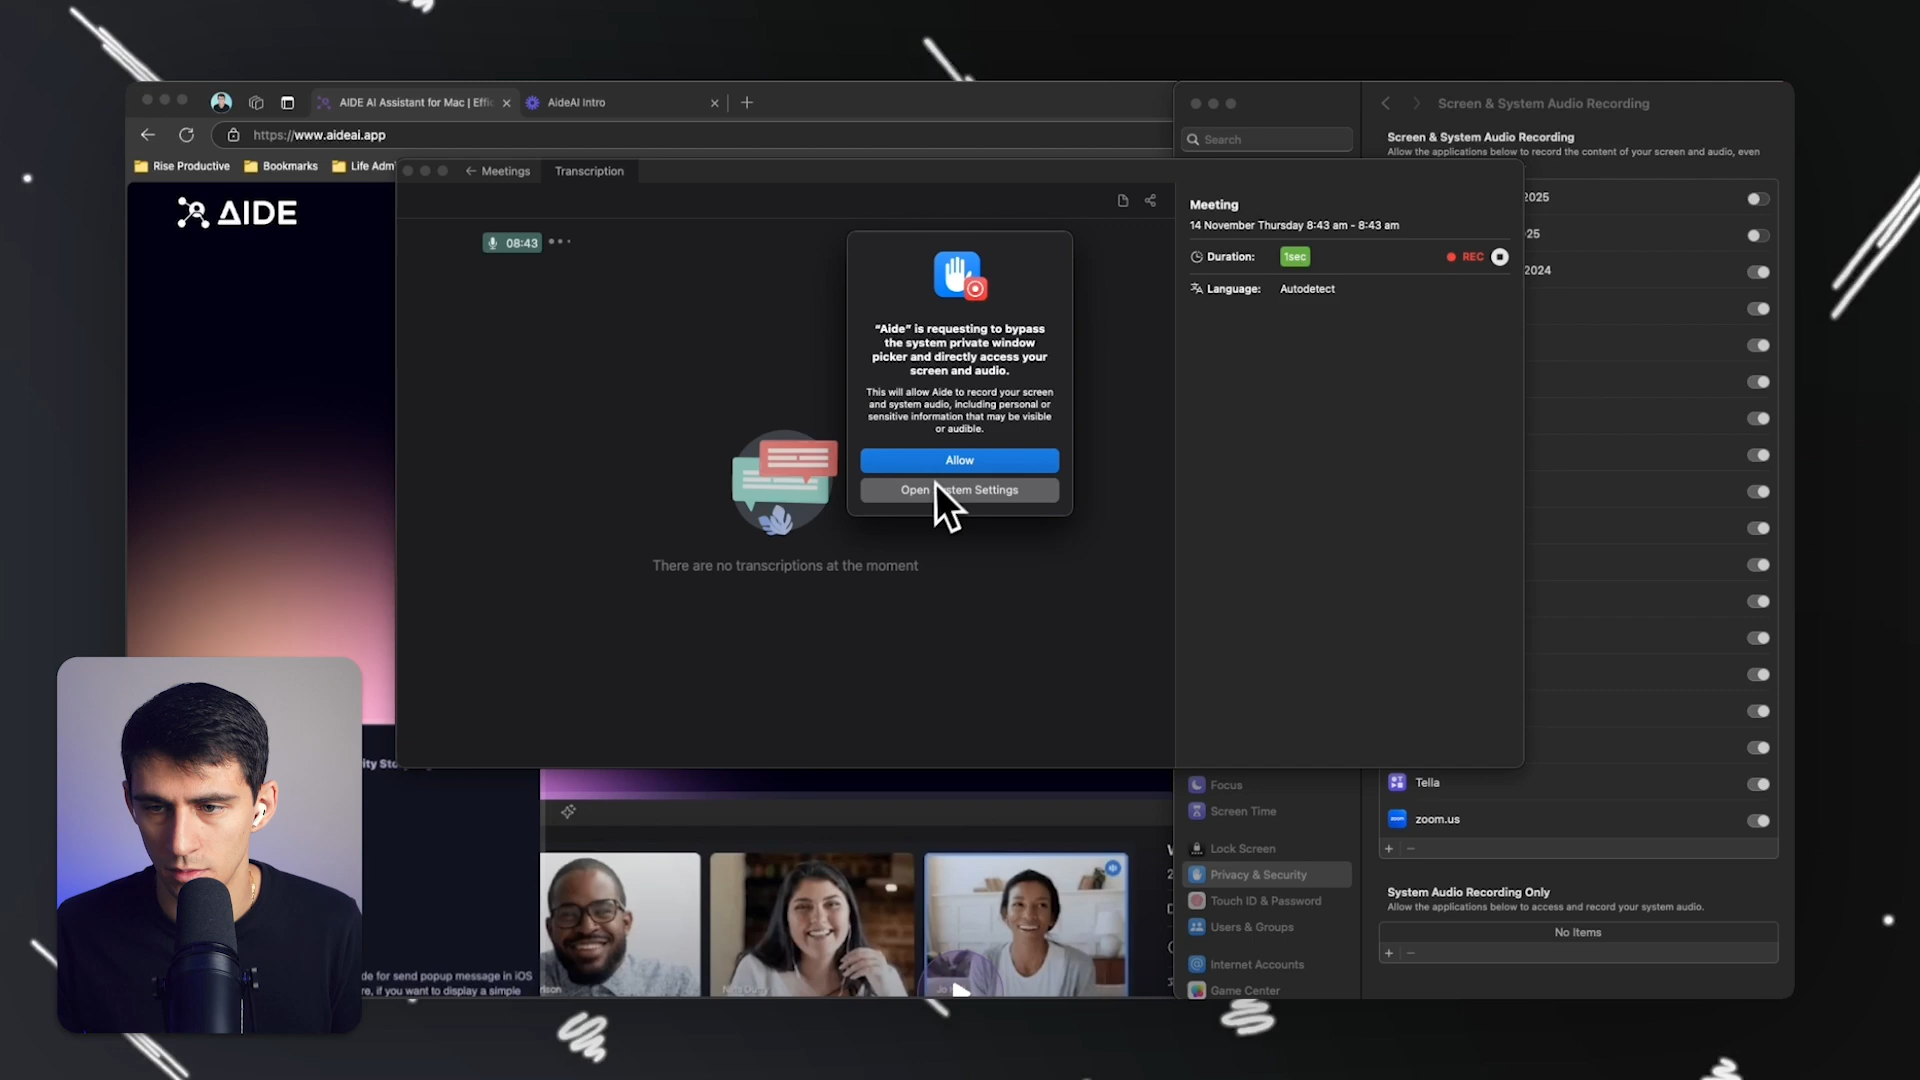 AIDE AI Assistant for Mac | Effic
AideAI Intro
https://www.aideai.app
Rise Productive
Bookmarks
Life Adm
AIDE
Meetings
Transcription
08:43
"Aide" is requesting to bypass
the system private window
picker and directly access your
screen and audio.
This will allow Aide to record your screen
and system audio, including personal or
sensitive information that may be visible
or audible.
Allow
Open System Settings
There are no transcriptions at the moment
Meeting
14 November Thursday 8:43 am - 8:43 am
Duration:
1sec
REC
Language:
Autodetect
Search
Screen & System Audio Recording
Screen & System Audio Recording
Allow the applications below to record the content of your screen and audio, even
2025
25
2024
Tella
zoom.us
System Audio Recording Only
Allow the applications below to access and record your system audio.
No Items
Focus
Screen Time
Lock Screen
Privacy & Security
Touch ID & Password
Users & Groups
Internet Accounts
Game Center
de for send popup message in iOS
re, if you want to display a simple